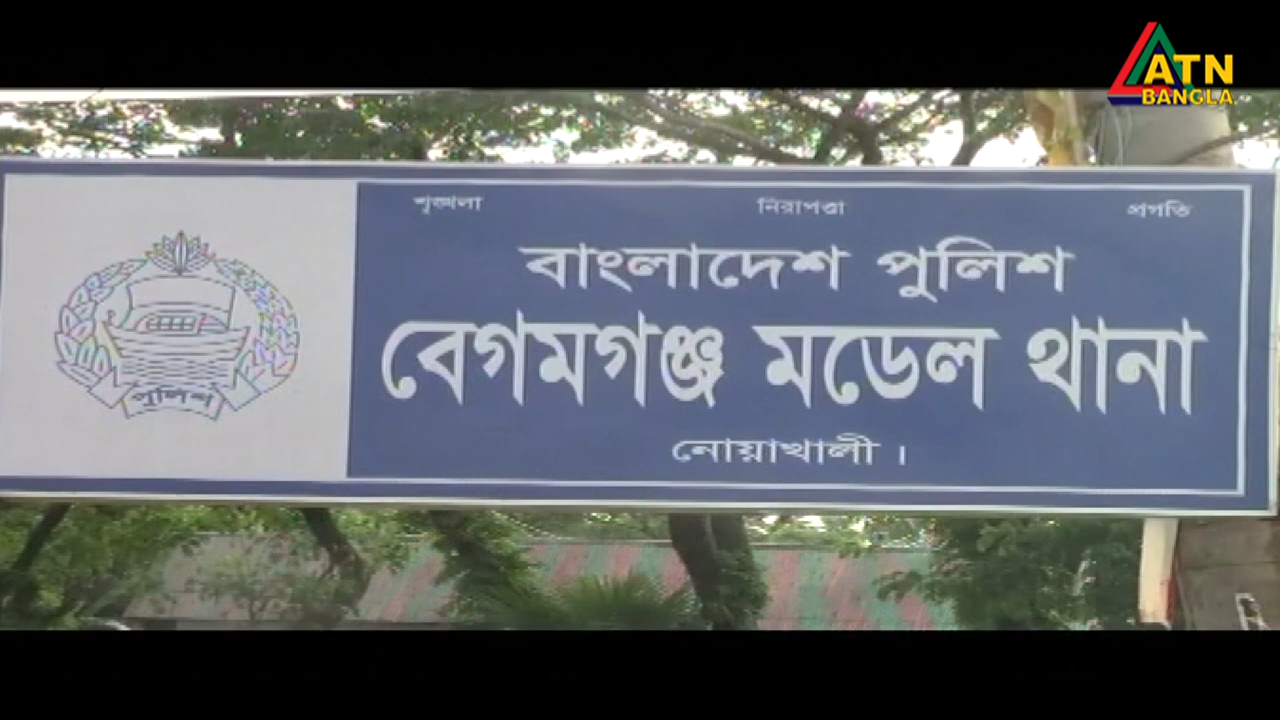 ATN
BANGLA
শৃঙ্খলা নিরাপত্তা প্রগতি
বাংলাদেশ পুলিশ
বেগমগঞ্জ মডেল থানা
নোয়াখালী।
পুলিশ